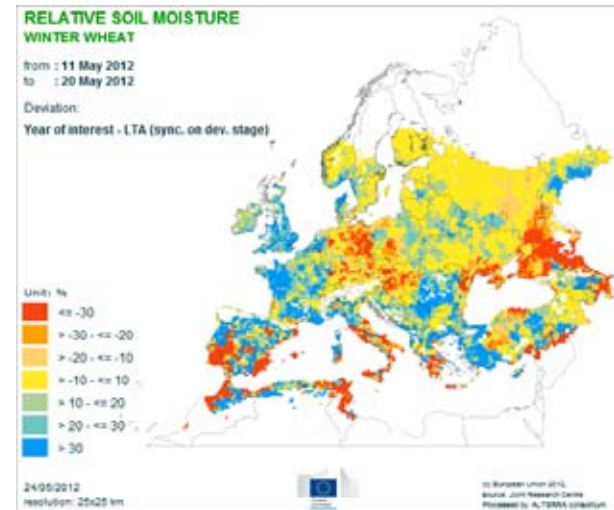 RELATIVE SOIL MOISTURE
WINTER WHEAT
from : 11 May 2012
to : 20 May 2012
Deviation:
Year of interest - LTA (sync. on dev. stage)
Unit: %
<= -30
> -30 - <= -20
> -20 - <= -10
> -10 - <= 10
> 10 - <= 20
> 20 - <= 30
> 30
24/05/2012
resolution: 25x25 km
(c) European Union 2012,
source: Joint Research Centre
Processed by ALTERRA consortium